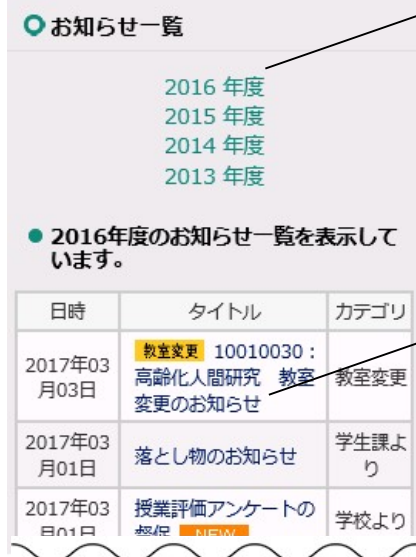 お知らせ一覧
2016 年度
2015 年度
2014 年度
2013 年度
2016年度のお知らせ一覧を表示して
います。
日時 タイトル カテゴリ
2017年03月03日 教室変更 10010030：高齢化人間研究 教室変更のお知らせ 教室変更
2017年03月01日 落とし物のお知らせ 学生課より
2017年03月01日 授業評価アンケートの督促 NEW 学校より